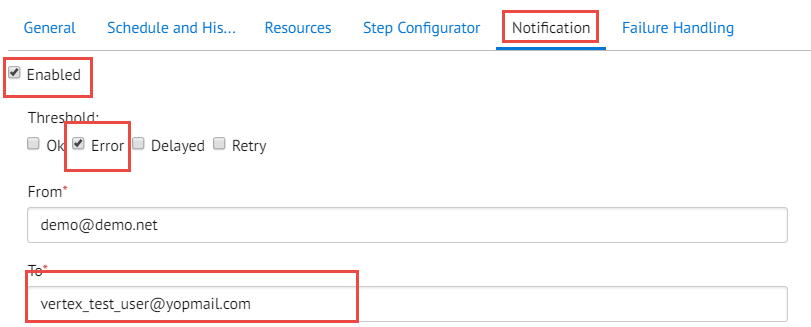 General Schedule and His... Resources Step Configurator Notification Failure Handling
Enabled
Threshold:
Ok Error Delayed Retry
From*
demo@demo.net
To*
vertex_test_user@yopmail.com